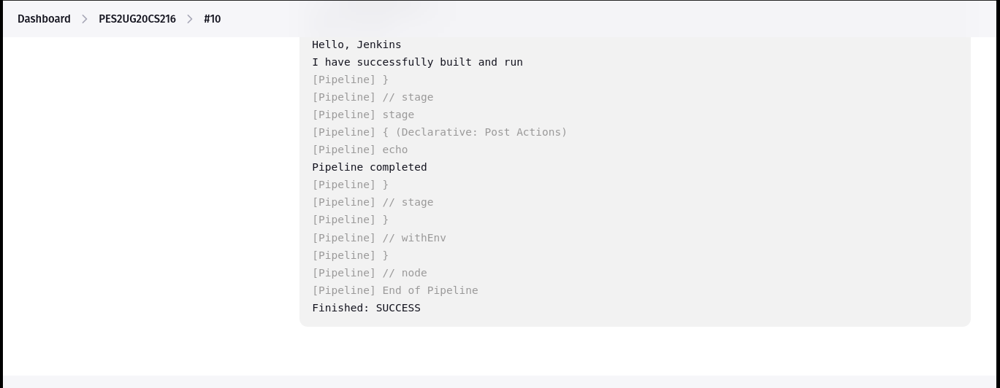 Dashboard > PES2UG20CS216 > #10
Hello, Jenkins
I have successfully built and run
[Pipeline] }
[Pipeline] // stage
[Pipeline] stage
[Pipeline] { (Declarative: Post Actions)
[Pipeline] echo
Pipeline completed
[Pipeline] }
[Pipeline] // stage
[Pipeline] }
[Pipeline] // withEnv
[Pipeline] }
[Pipeline] // node
[Pipeline] End of Pipeline
Finished: SUCCESS